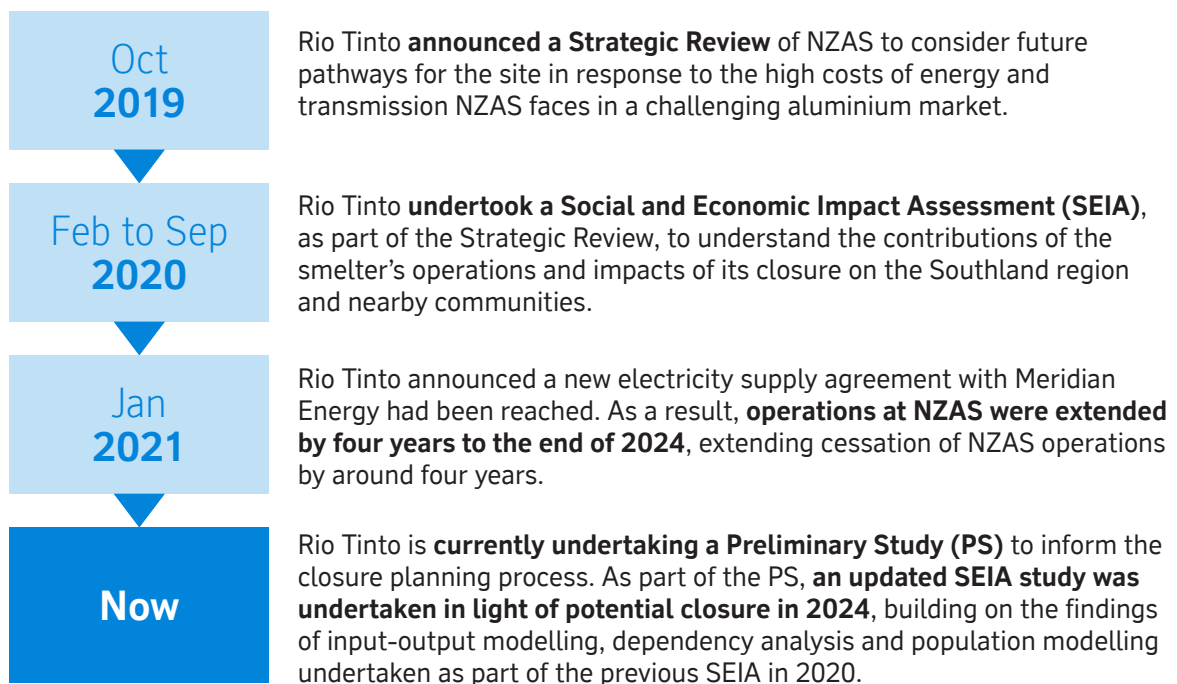 Oct
2019
Rio Tinto announced a Strategic Review of NZAS to consider future
pathways for the site in response to the high costs of energy and
transmission NZAS faces in a challenging aluminium market.
Feb to Sep
2020
Rio Tinto undertook a Social and Economic Impact Assessment (SEIA),
as part of the Strategic Review, to understand the contributions of the
smelter’s operations and impacts of its closure on the Southland region
and nearby communities.
Jan
2021
Rio Tinto announced a new electricity supply agreement with Meridian
Energy had been reached. As a result, operations at NZAS were extended
by four years to the end of 2024, extending cessation of NZAS operations
by around four years.
Now
Rio Tinto is currently undertaking a Preliminary Study (PS) to inform the
closure planning process. As part of the PS, an updated SEIA study was
undertaken in light of potential closure in 2024, building on the findings
of input-output modelling, dependency analysis and population modelling
undertaken as part of the previous SEIA in 2020.